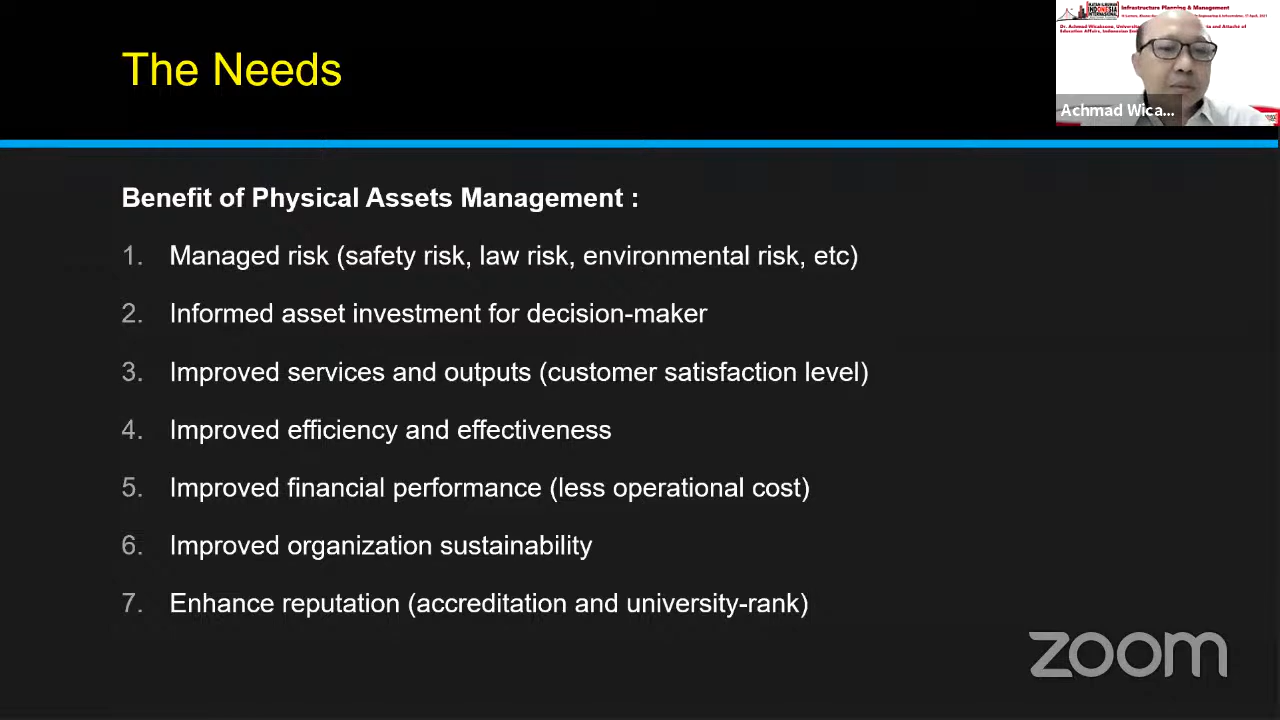 The Needs
Infrastructure Planning & Management
Achmad Wica...
Benefit of Physical Assets Management :
1. Managed risk (safety risk, law risk, environmental risk, etc)
2. Informed asset investment for decision-maker
3. Improved services and outputs (customer satisfaction level)
4. Improved efficiency and effectiveness
5. Improved financial performance (less operational cost)
6. Improved organization sustainability
7. Enhance reputation (accreditation and university-rank)
zoom